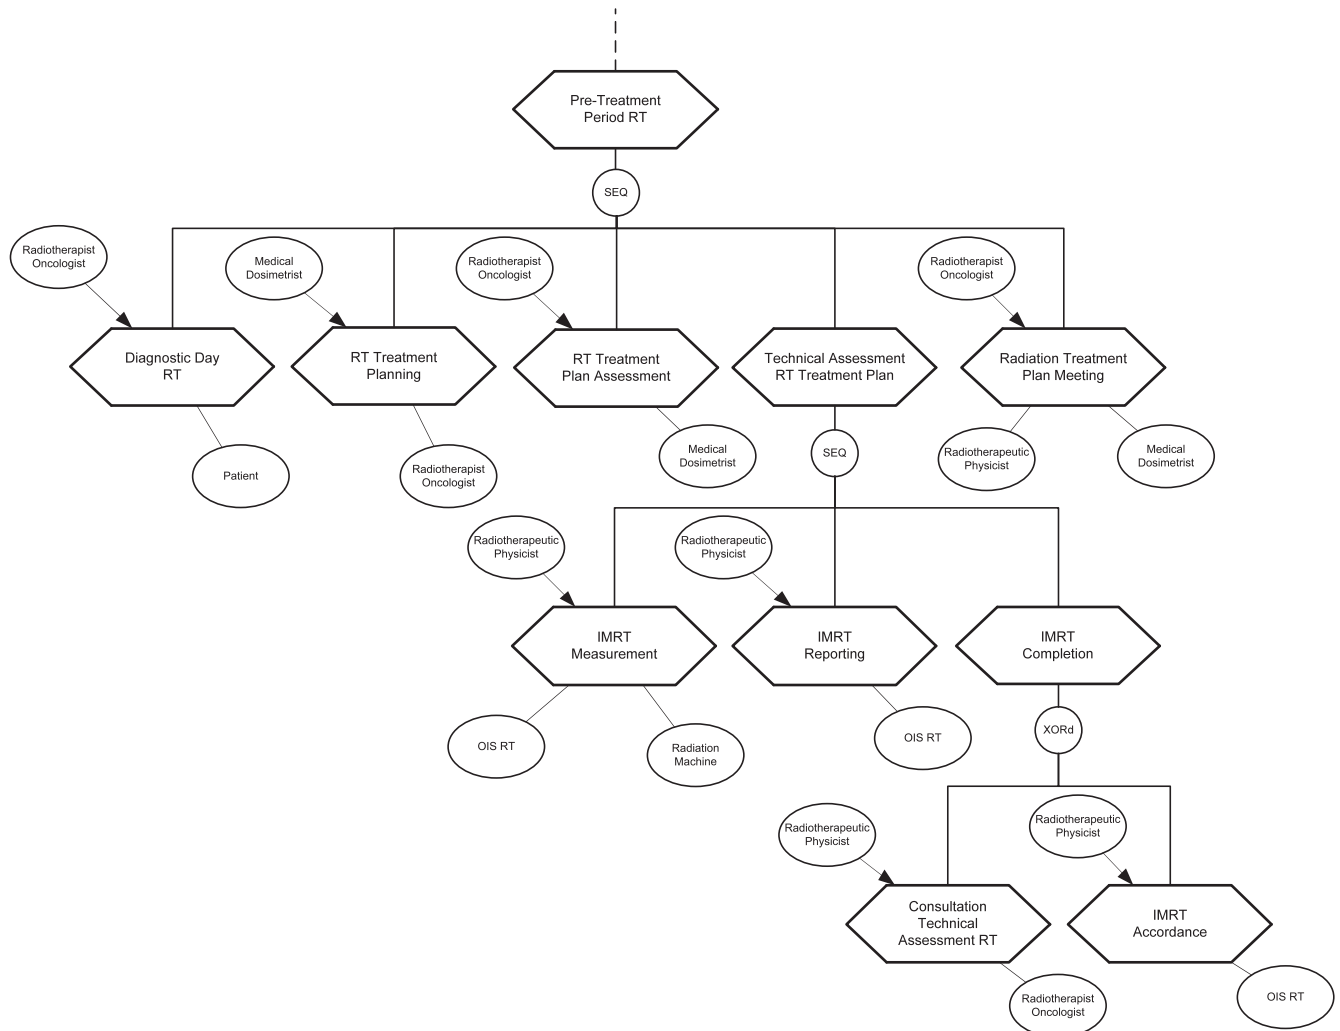 Pre-Treatment
Period RT
SEQ
Radiotherapist
Oncologist
Medical
Dosimetrist
Radiotherapist
Oncologist
Radiotherapist
Oncologist
Diagnostic Day
RT
RT Treatment
Planning
RT Treatment
Plan Assessment
Technical Assessment
RT Treatment Plan
Radiation Treatment
Plan Meeting
Patient
Radiotherapist
Oncologist
Medical
Dosimetrist
SEQ
Radiotherapeutic
Physicist
Medical
Dosimetrist
Radiotherapeutic
Physicist
Radiotherapeutic
Physicist
IMRT
Measurement
IMRT
Reporting
IMRT
Completion
OIS RT
Radiation
Machine
OIS RT
XORd
Radiotherapeutic
Physicist
Radiotherapeutic
Physicist
Consultation
Technical
Assessment RT
IMRT
Accordance
Radiotherapist
Oncologist
OIS RT